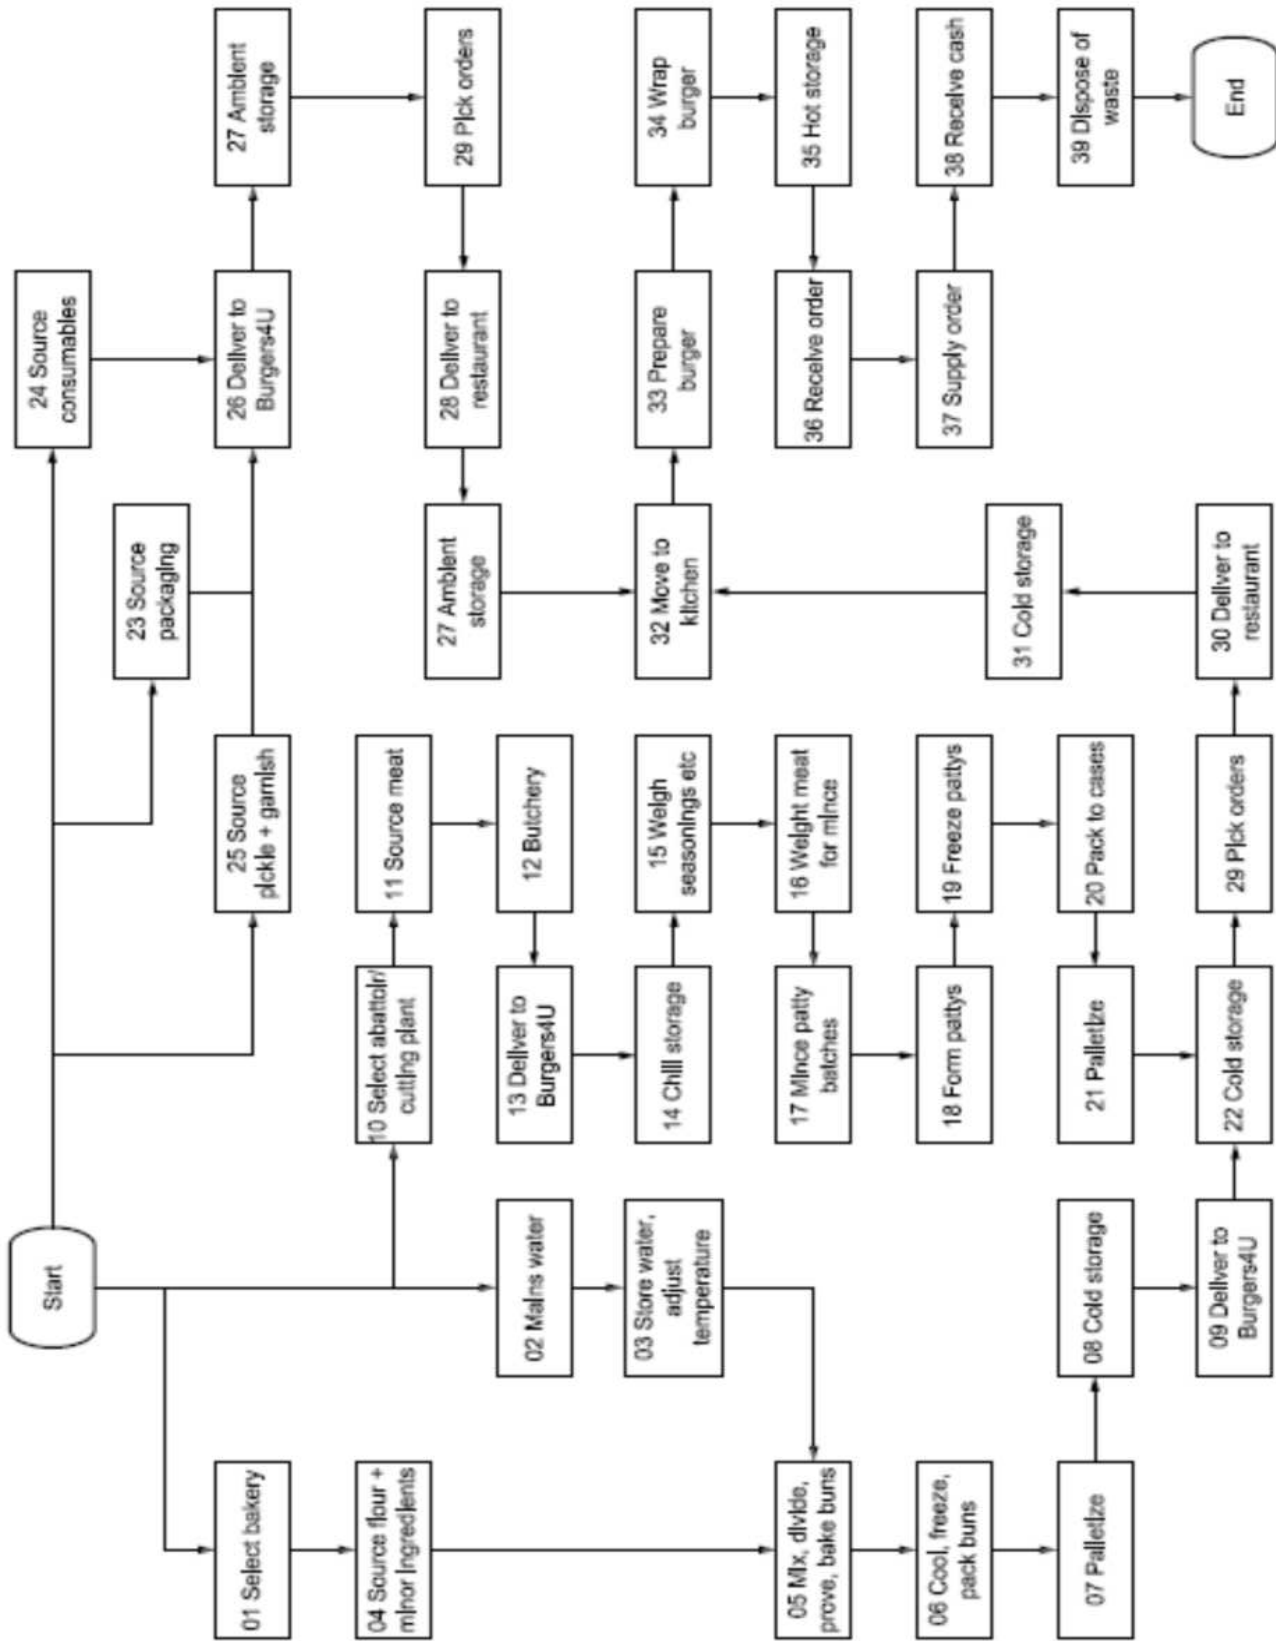 Start
01 Select bakery
04 Source flour +
minor ingredients
05 Mix, divide,
prove, bake buns
06 Cool, freeze,
pack buns
07 Palletize
02 Mains water
03 Store water,
adjust
temperature
08 Cold storage
09 Deliver to
Burgers4U
10 Select abattoir/
cutting plant
13 Deliver to
Burgers4U
14 Chill storage
17 Mince patty
batches
18 Form pattys
21 Palletize
22 Cold storage
25 Source
pickle + garnish
11 Source meat
12 Butchery
15 Weigh
seasonings etc
16 Weight meat
for mince
19 Freeze pattys
20 Pack to cases
29 Pick orders
23 Source
packaging
27 Ambient
storage
32 Move to
kitchen
31 Cold storage
30 Deliver to
restaurant
24 Source
consumables
26 Deliver to
Burgers4U
28 Deliver to
restaurant
33 Prepare
burger
36 Receive order
37 Supply order
27 Ambient
storage
29 Pick orders
34 Wrap
burger
35 Hot storage
38 Receive cash
39 Dispose of
waste
End